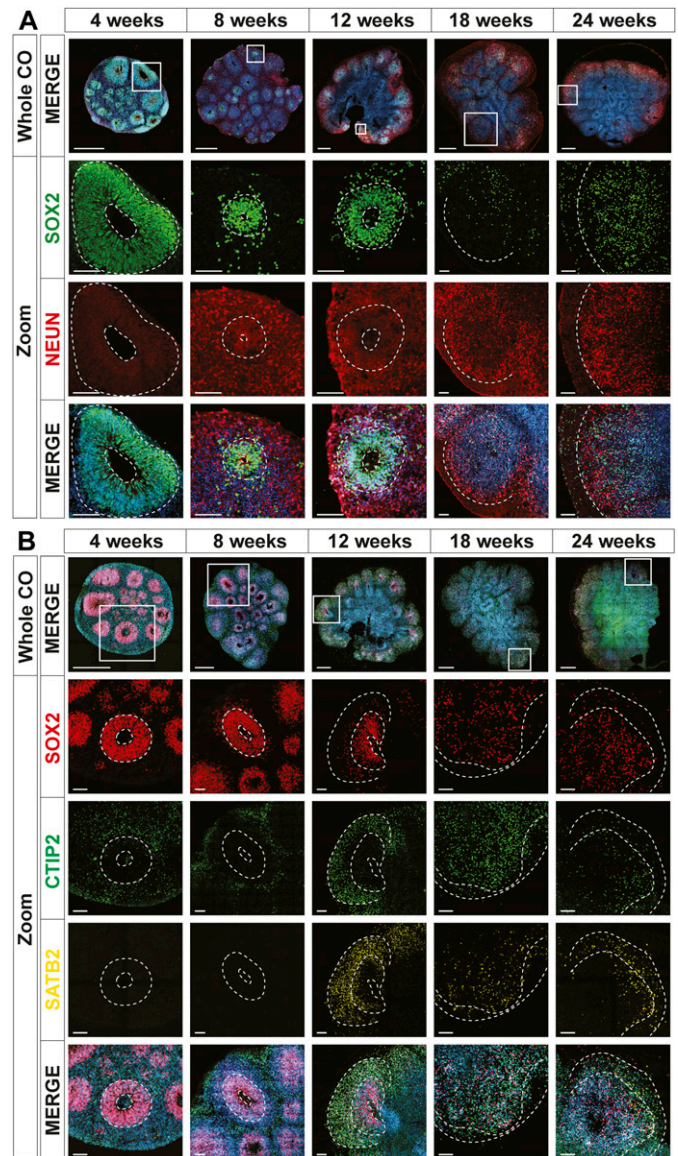 A
4 weeks 8 weeks 12 weeks 18 weeks 24 weeks
Whole CO
MERGE
Zoom
SOX2
NEUN
MERGE
B
4 weeks 8 weeks 12 weeks 18 weeks 24 weeks
Whole CO
MERGE
Zoom
SOX2
CTIP2
SATB2
MERGE